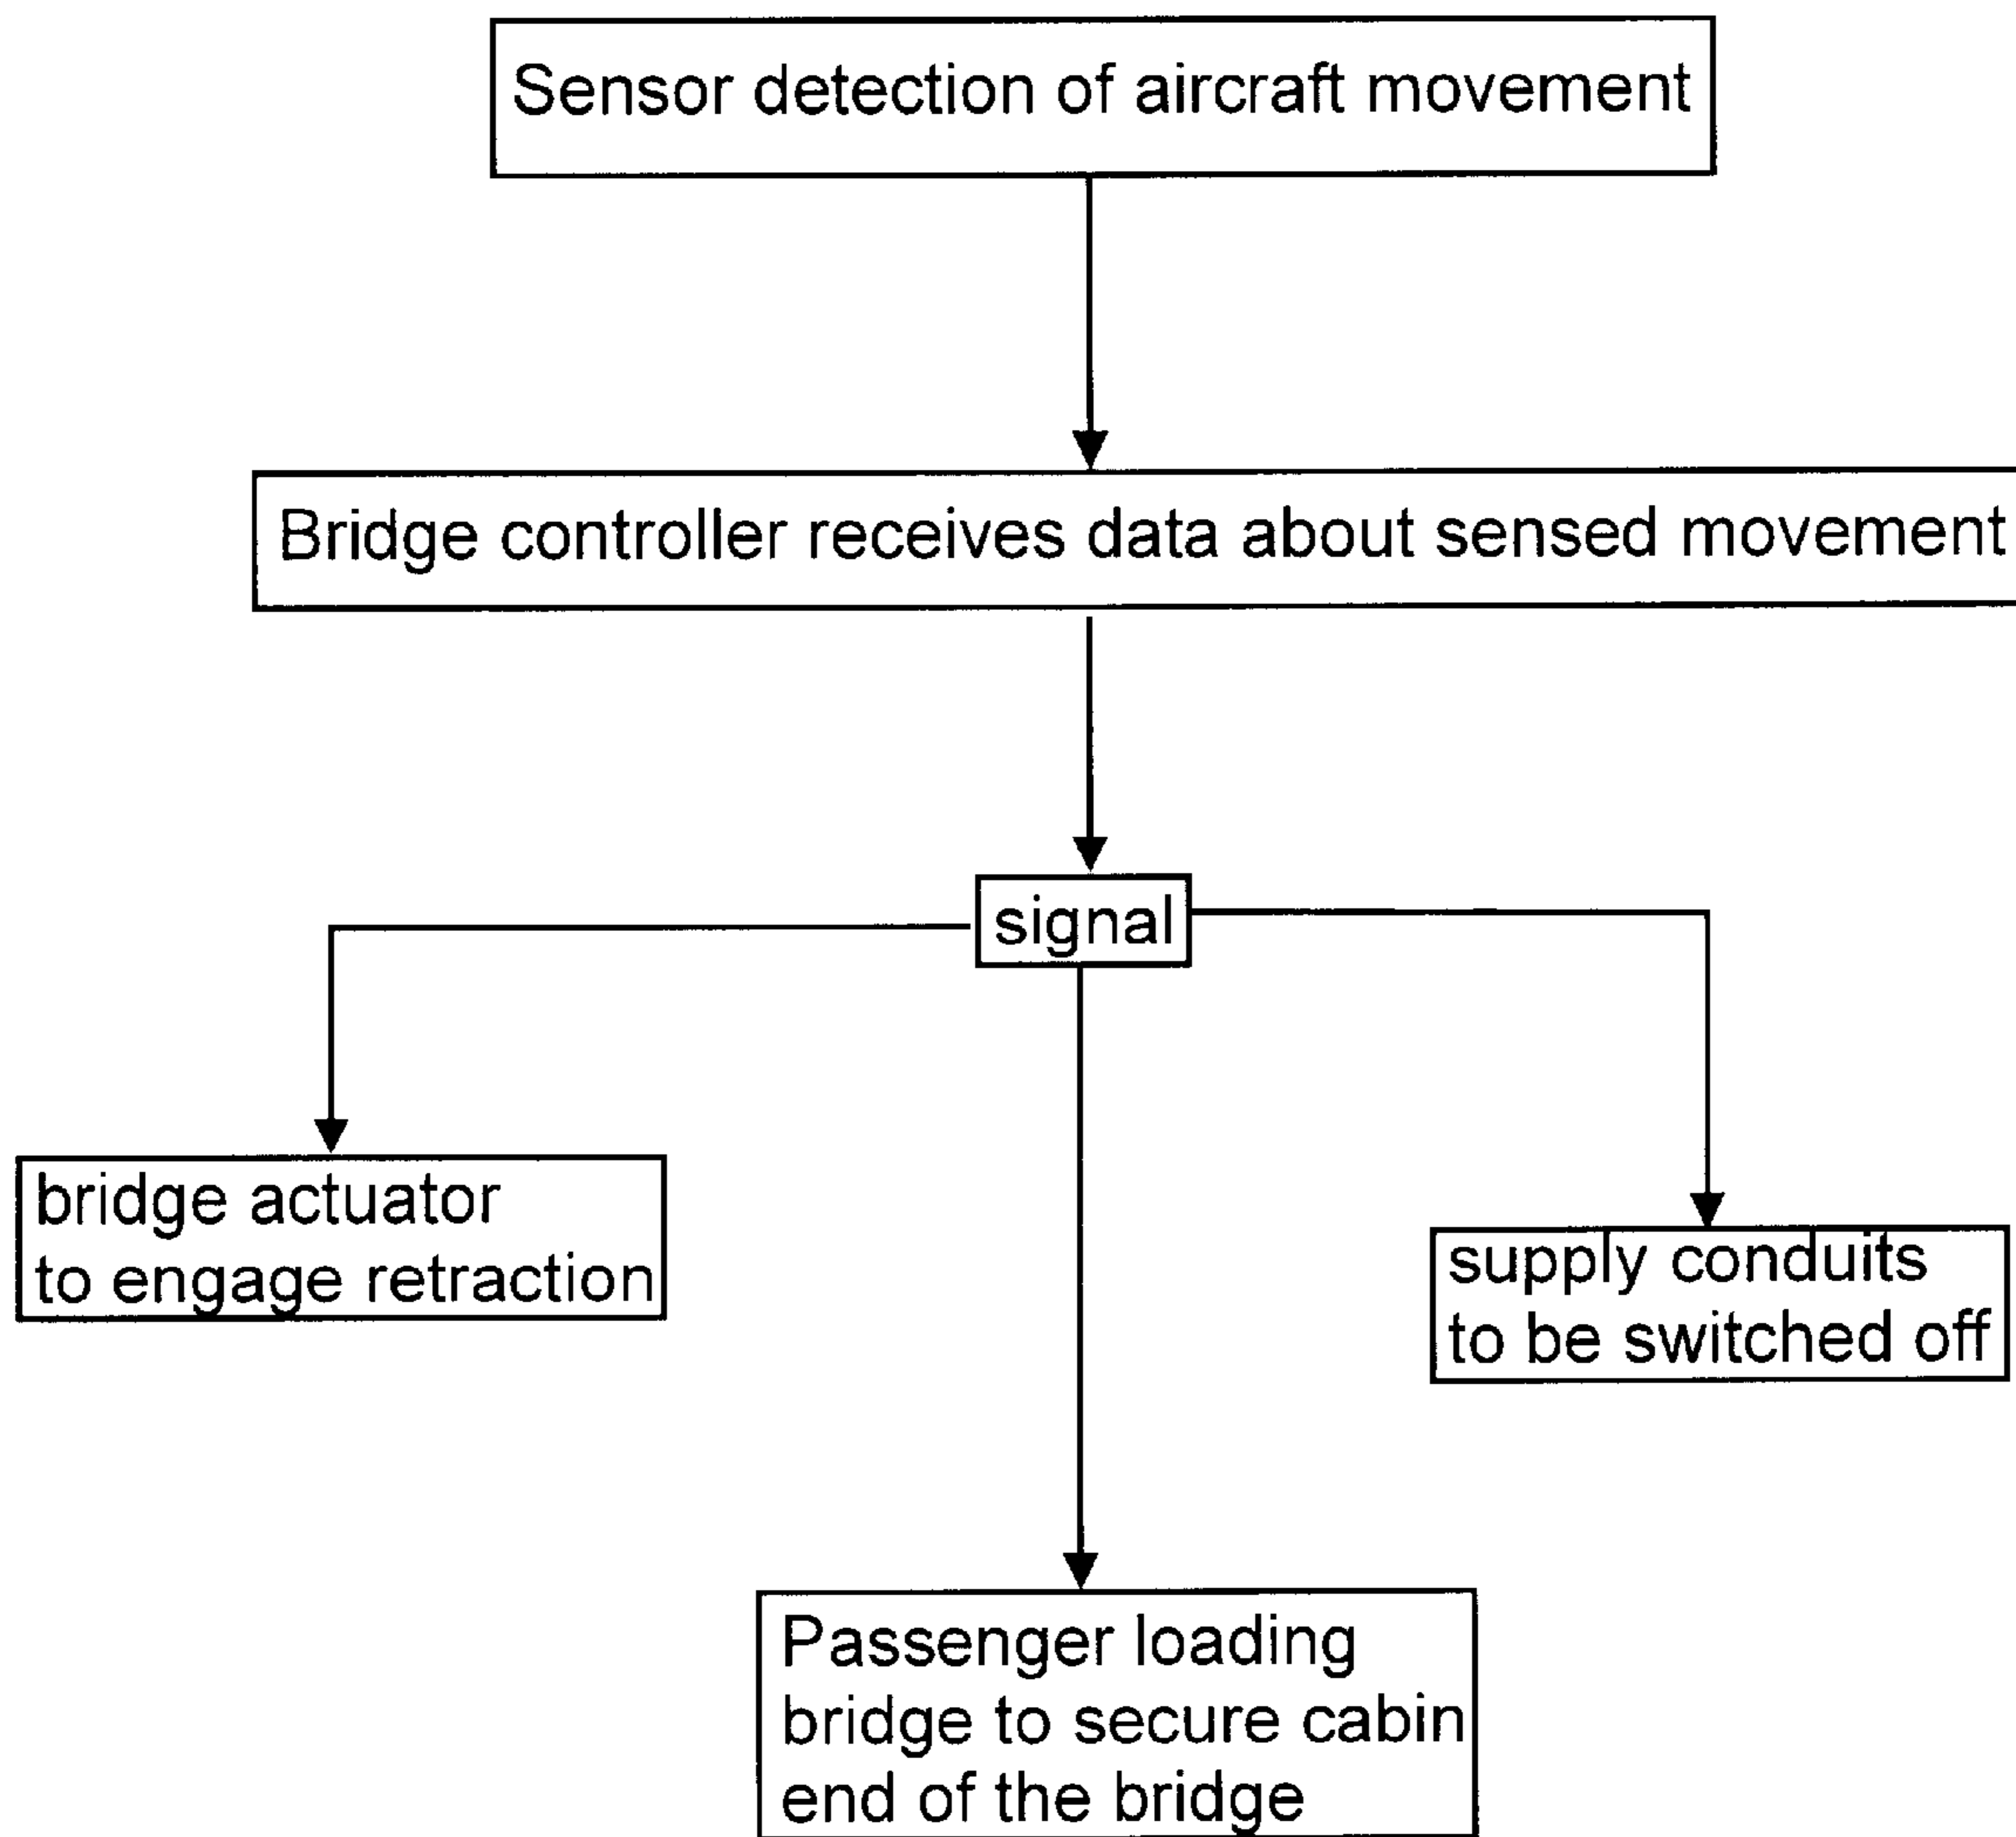 Sensor detection of aircraft movement
Bridge controller receives data about sensed movement
signal
bridge actuator
to engage retraction
supply conduits
to be switched off
Passenger loading
bridge to secure cabin
end of the bridge